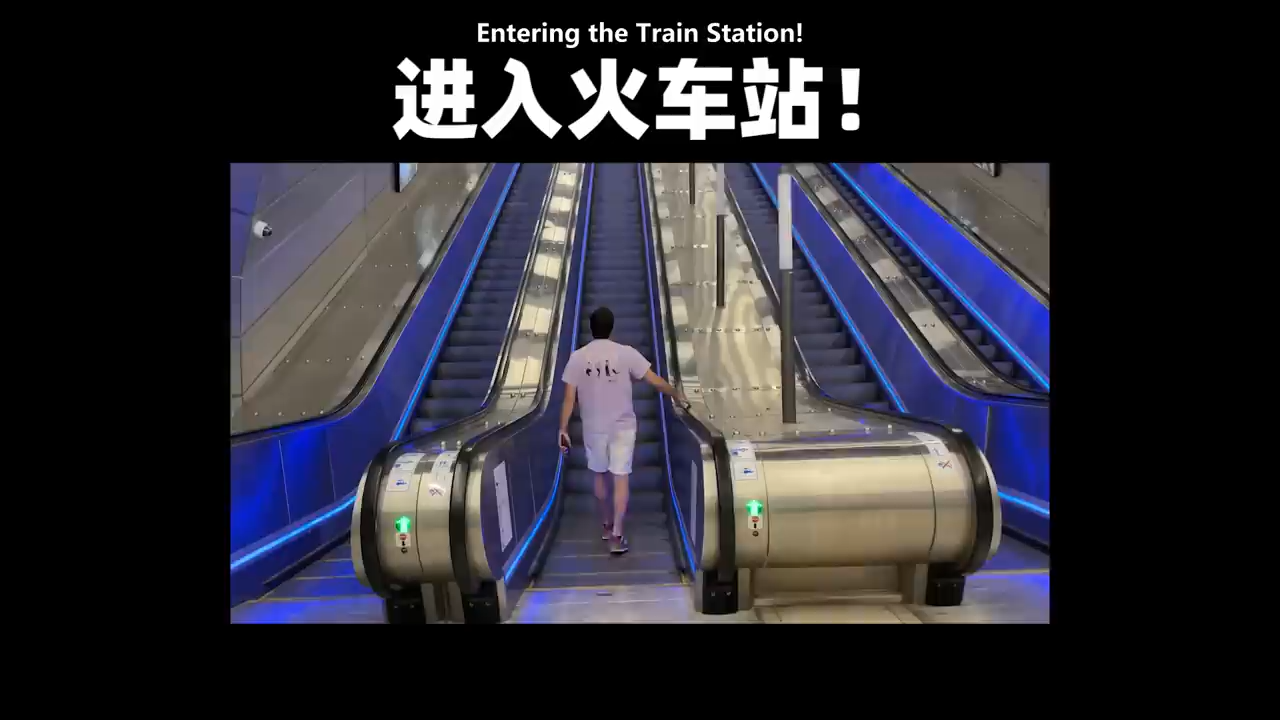 Entering the Train Station!
进入火车站！